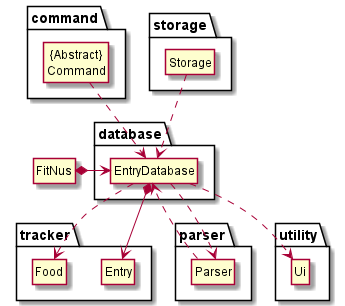 command
{Abstract}
Command
storage
Storage
database
FitNus
EntryDatabase
tracker
Food
Entry
parser
Parser
utility
Ui